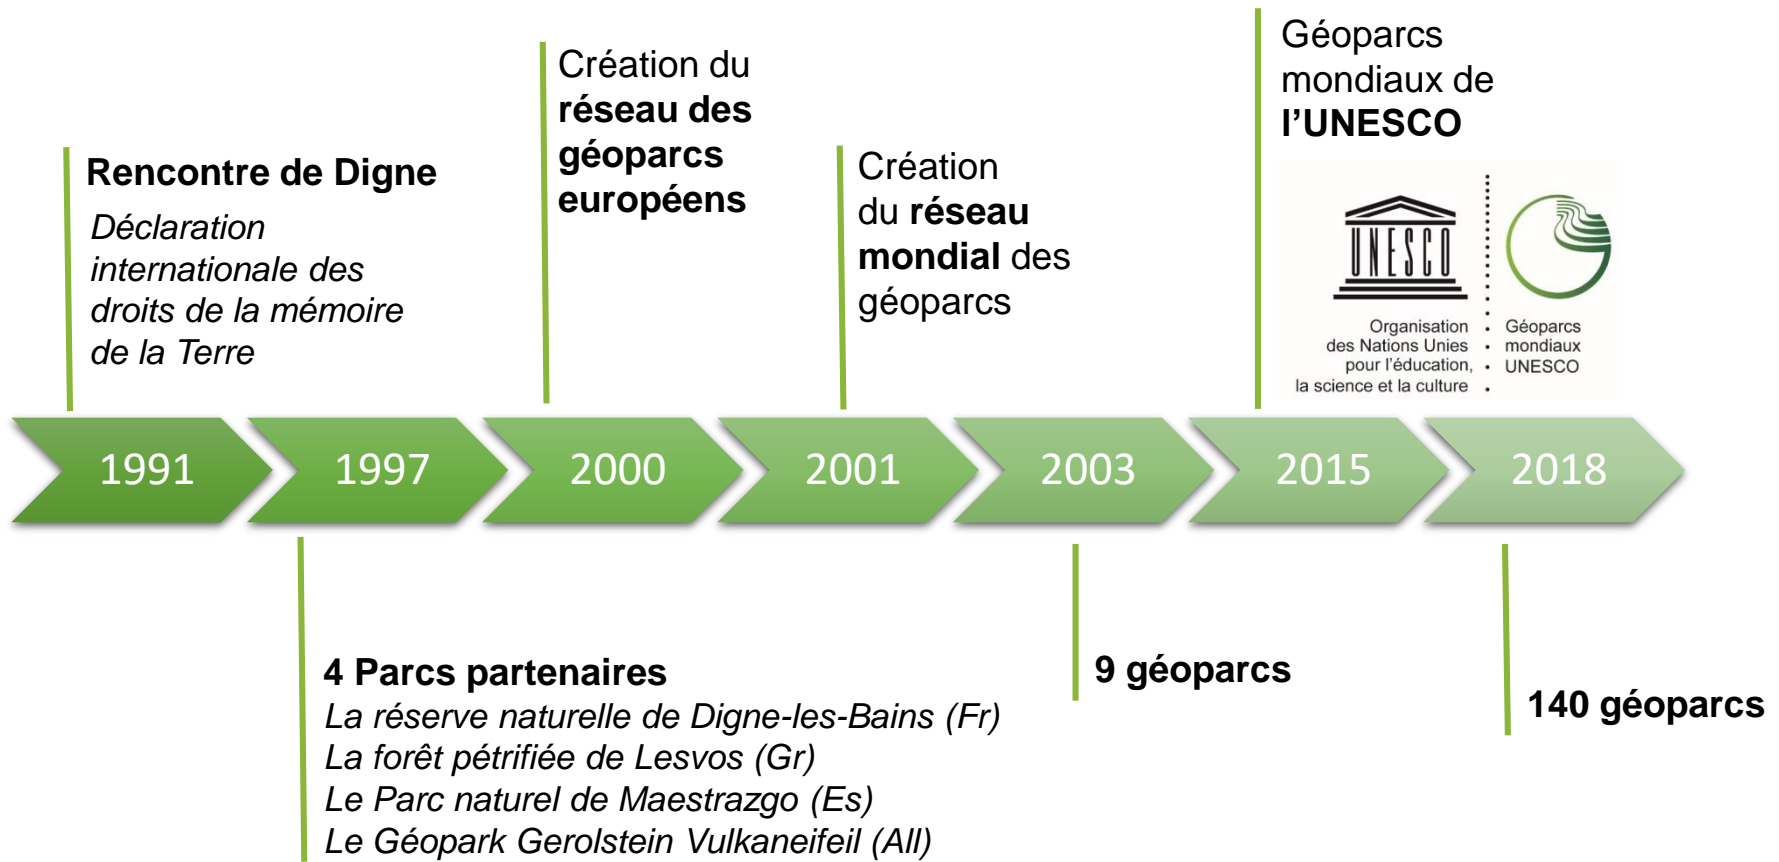 Rencontre de Digne
Déclaration
internationale des
droits de la mémoire
de la Terre
Création du
réseau des
géoparcs
européens
Création
du réseau
mondial des
géoparcs
Géoparcs
mondiaux de
l’UNESCO
UNESCO
Organisation
des Nations Unies
pour l'éducation,
la science et la culture
Géoparcs
mondiaux
UNESCO
1991
1997
2000
2001
2003
2015
2018
4 Parcs partenaires
La réserve naturelle de Digne-les-Bains (Fr)
La forêt pétrifiée de Lesvos (Gr)
Le Parc naturel de Maestrazgo (Es)
Le Géopark Gerolstein Vulkaneifeil (All)
9 géoparcs
140 géoparcs